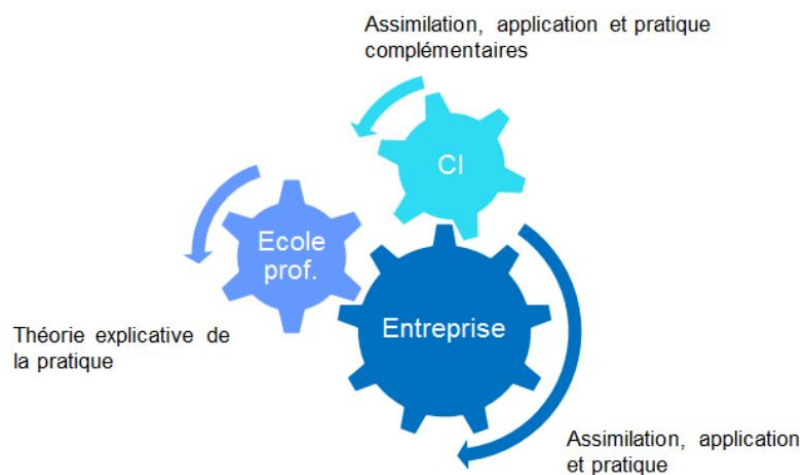 Assimilation, application et pratique
complémentaires
CI
Ecole
prof.
Théorie explicative de
la pratique
Entreprise
Assimilation, application
et pratique